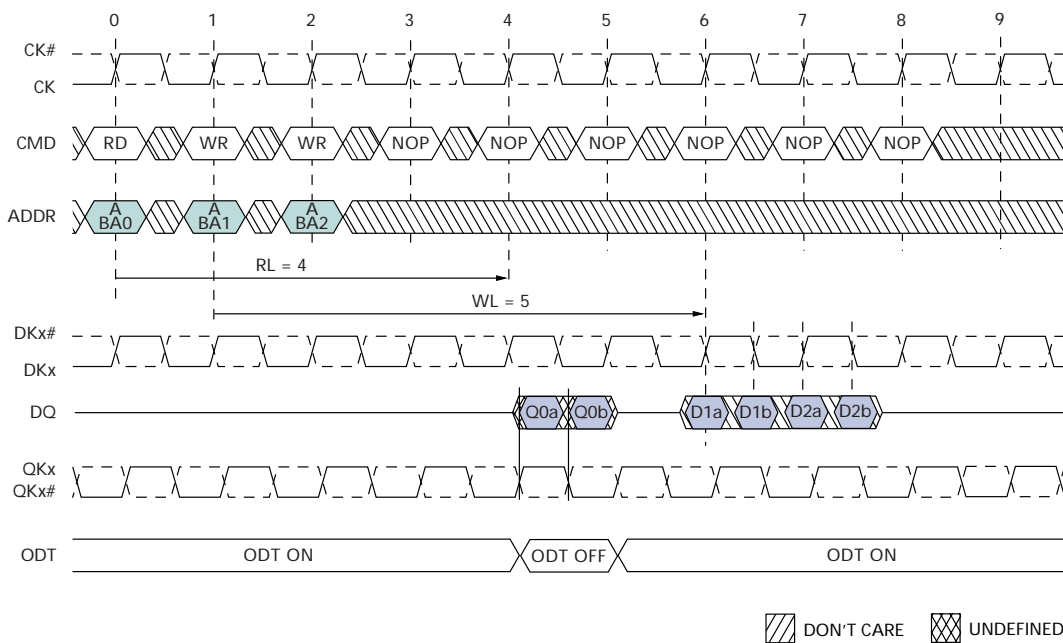 0 1 2 3 4 5 6 7 8 9
CK#
CK
CMD RD WR WR NOP NOP NOP NOP NOP NOP
ADDR A BA0 A BA1 A BA2
RL = 4
WL = 5
DKx#
DKx
DQ Q0a Q0b D1a D1b D2a D2b
QKx
QKx#
ODT ODT ON ODT OFF ODT ON
DON'T CARE UNDEFINED